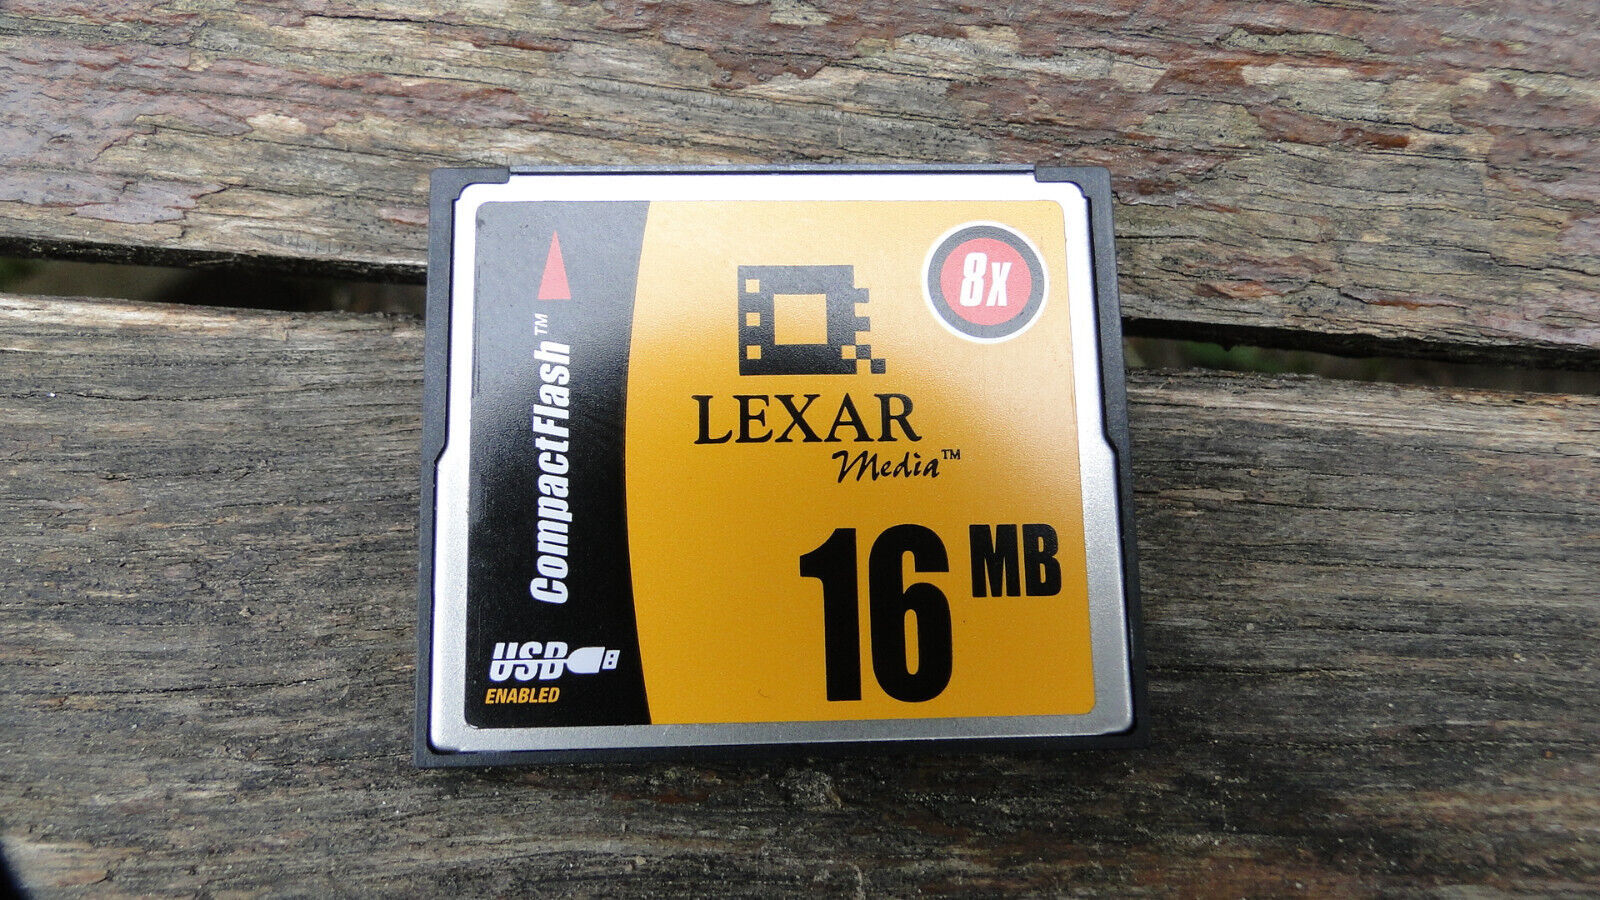 CompactFlash™
USB
ENABLED
8x
LEXAR
Media™
16 MB